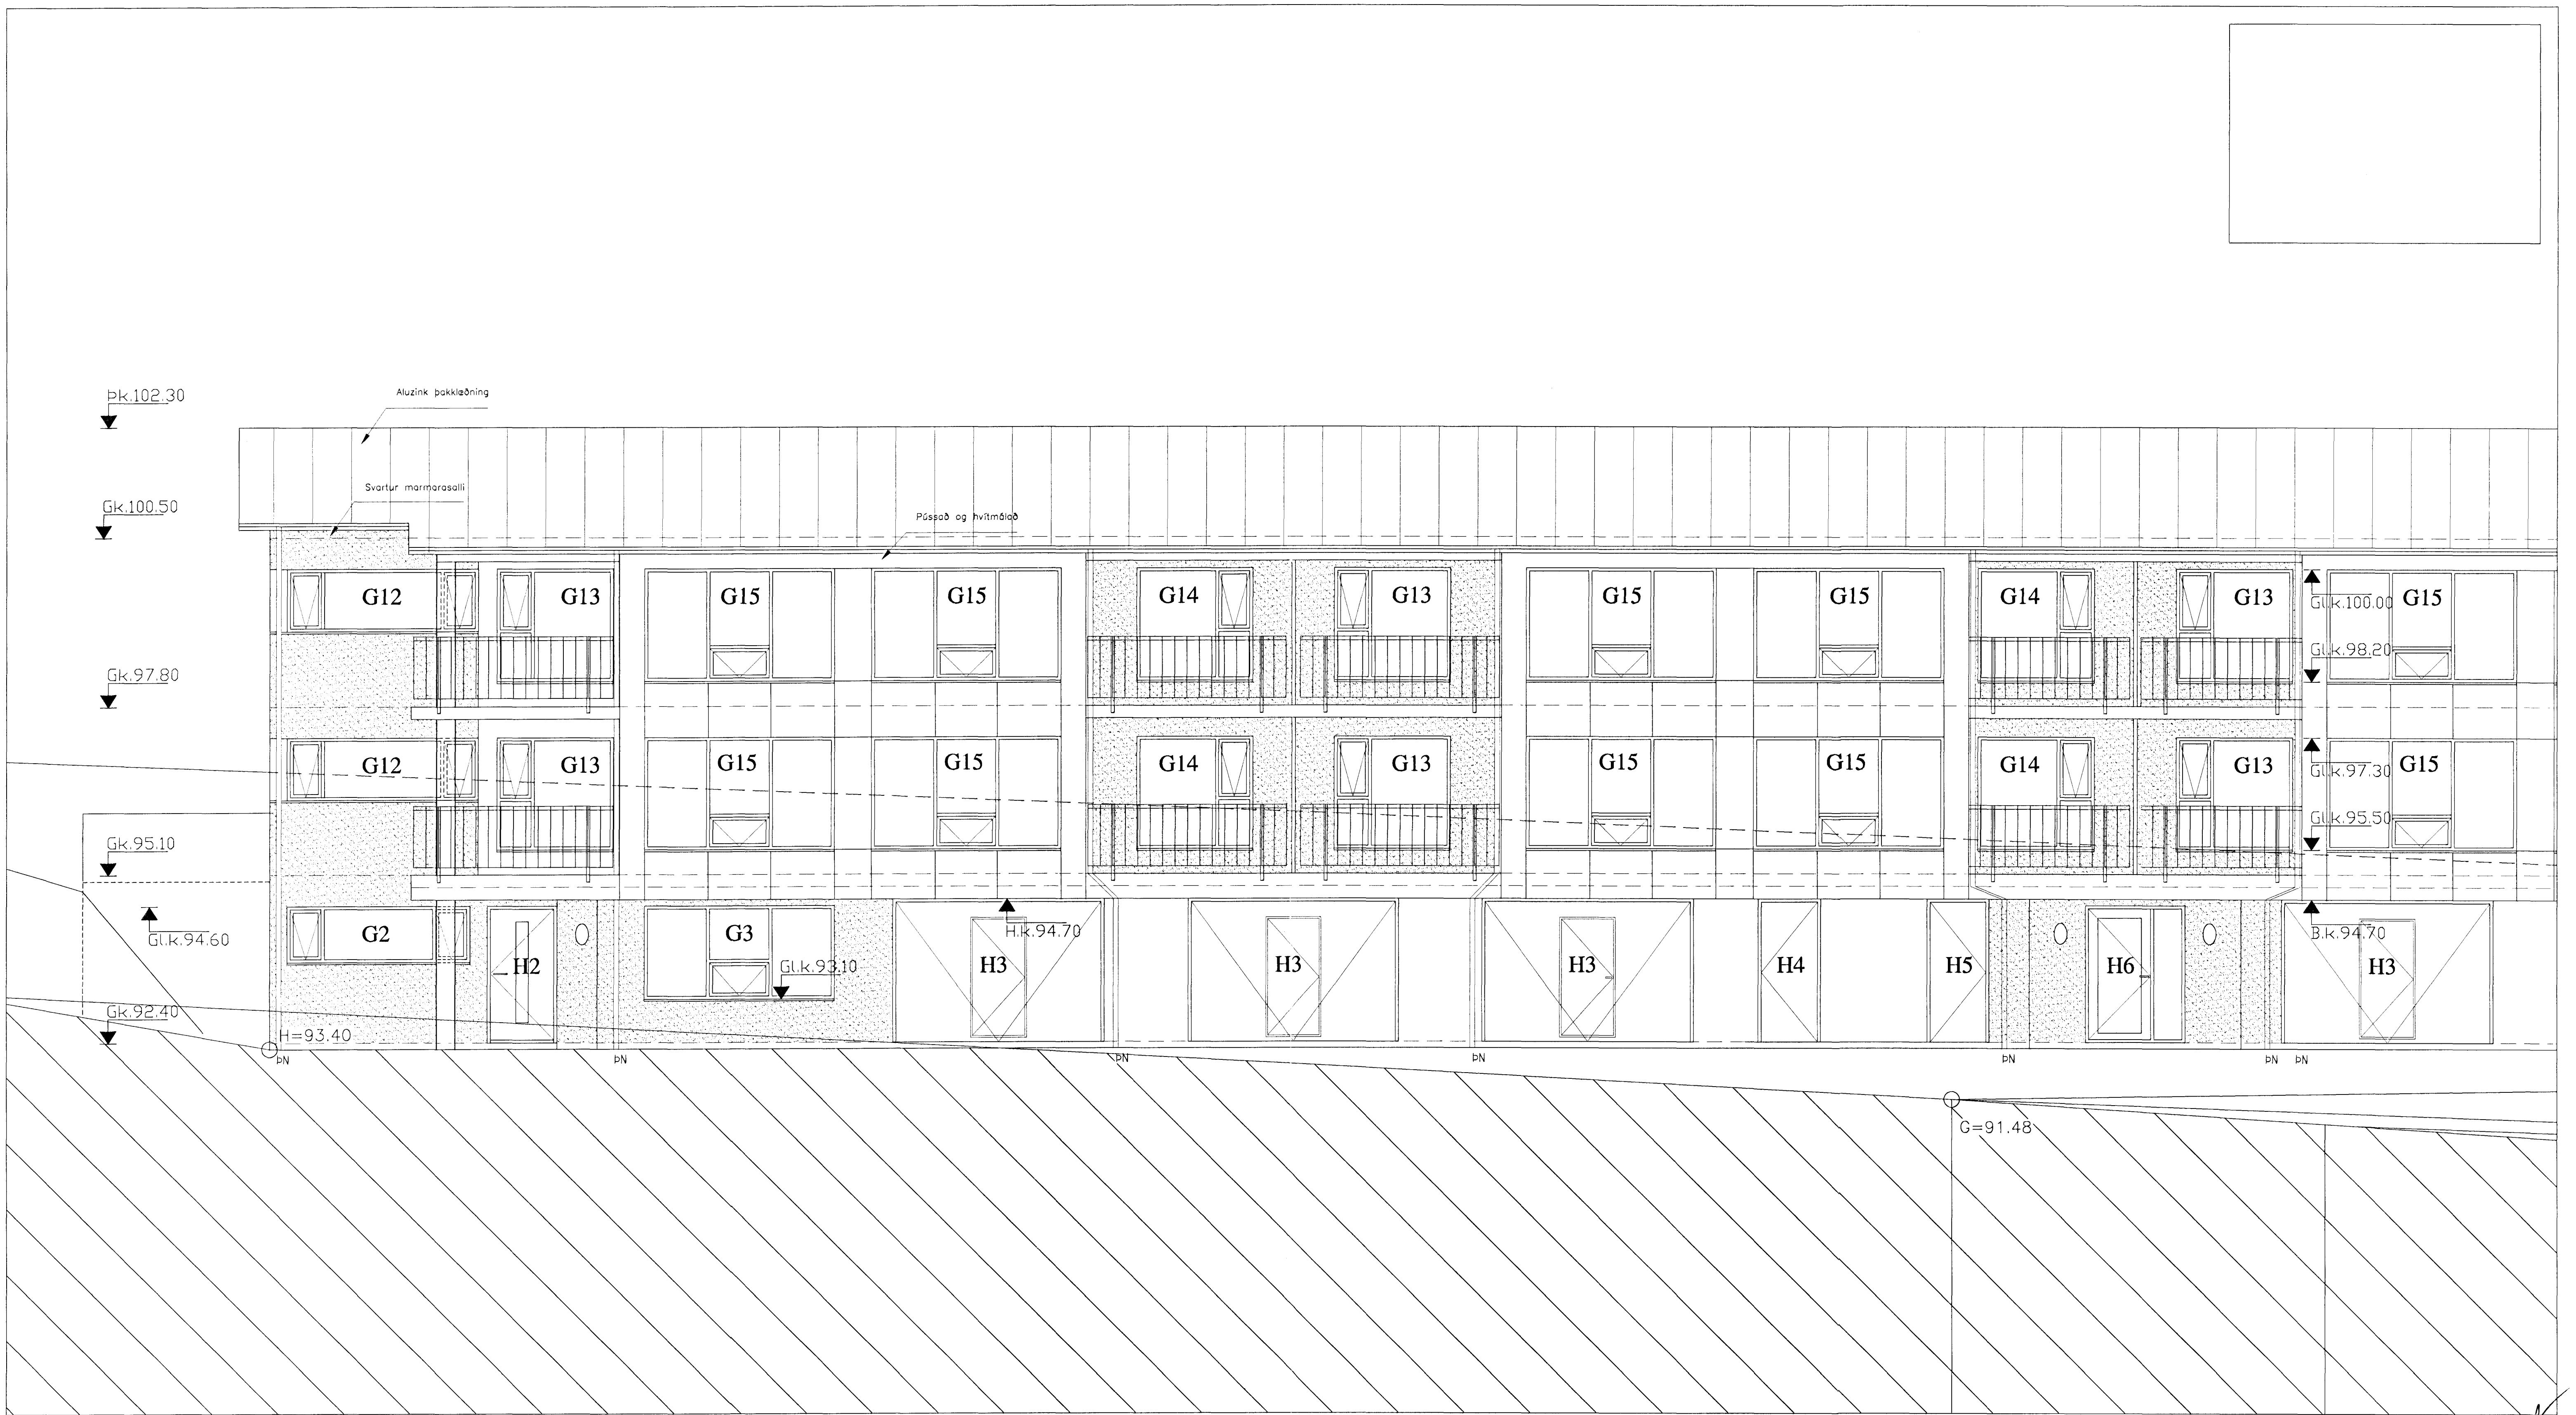 Þk.102.30
Aluzink þakklæðning
Svartur marmarasalli
Gk.100.50
Pússað og hvítmálað
G12
G13
G15
G15
G14
G13
G15
G15
G14
G13
Gl.k.100.00
G15
Gl.k.98.20
Gk.97.80
G12
G13
G15
G15
G14
G13
G15
G15
G14
G13
Gl.k.97.30
G15
Gl.k.95.50
Gk.95.10
Gl.k.94.60
G2
G3
H.k.94.70
B.k.94.70
H2
Gl.k.93.10
H3
H3
H3
H4
H5
H6
H3
Gk.92.40
H=93.40
ÞN
ÞN
ÞN
ÞN
ÞN
ÞN
ÞN
G=91.48